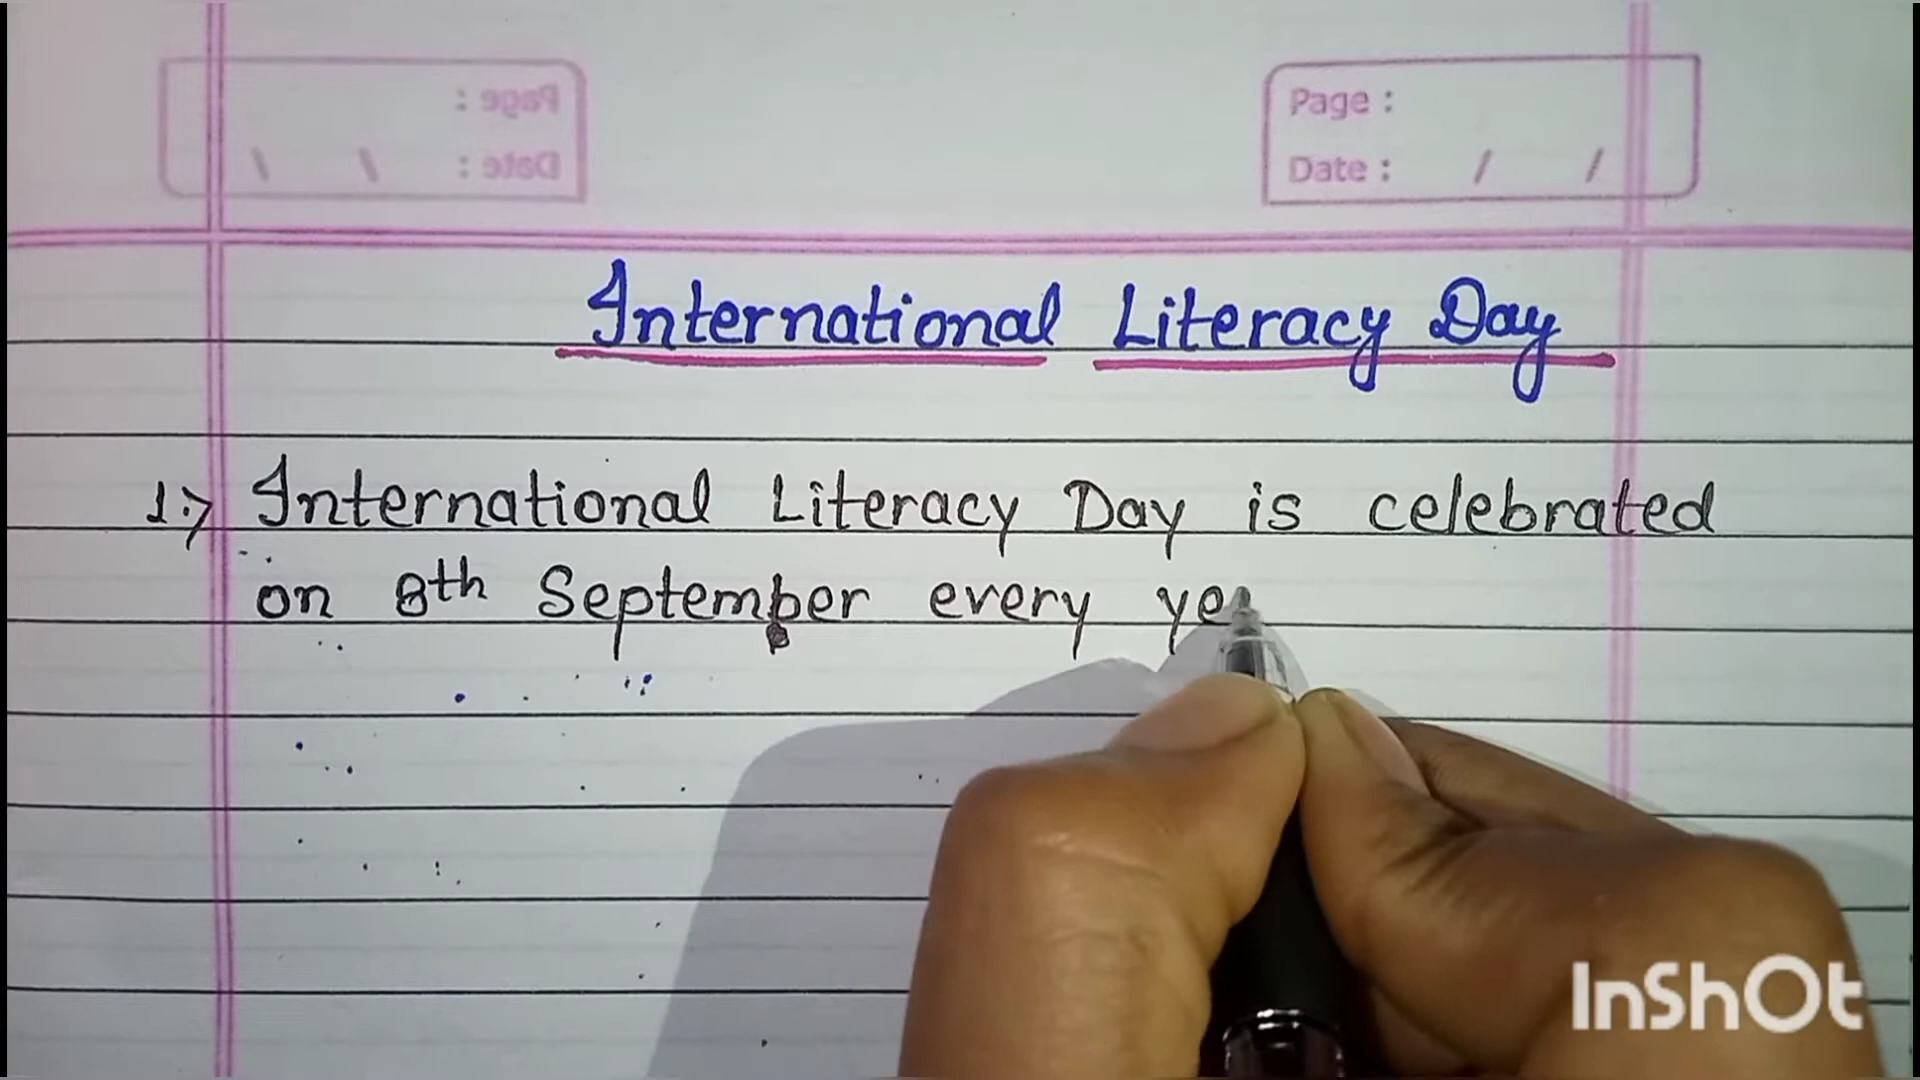 Page :
Date : / /
International Literacy Day
1.) International Literacy Day is celebrated
on 8th September every ye
InShOt